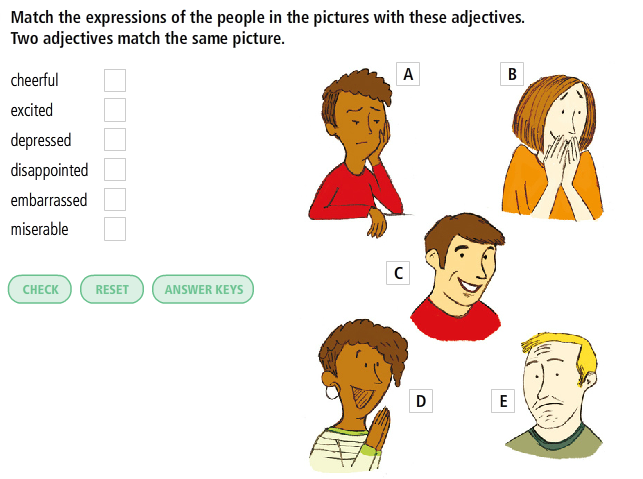 Match the expressions of the people in the pictures with these adjectives.
Two adjectives match the same picture.
cheerful
excited
depressed
disappointed
embarrassed
miserable
CHECK RESET ANSWER KEYS
A
B
C
D
E